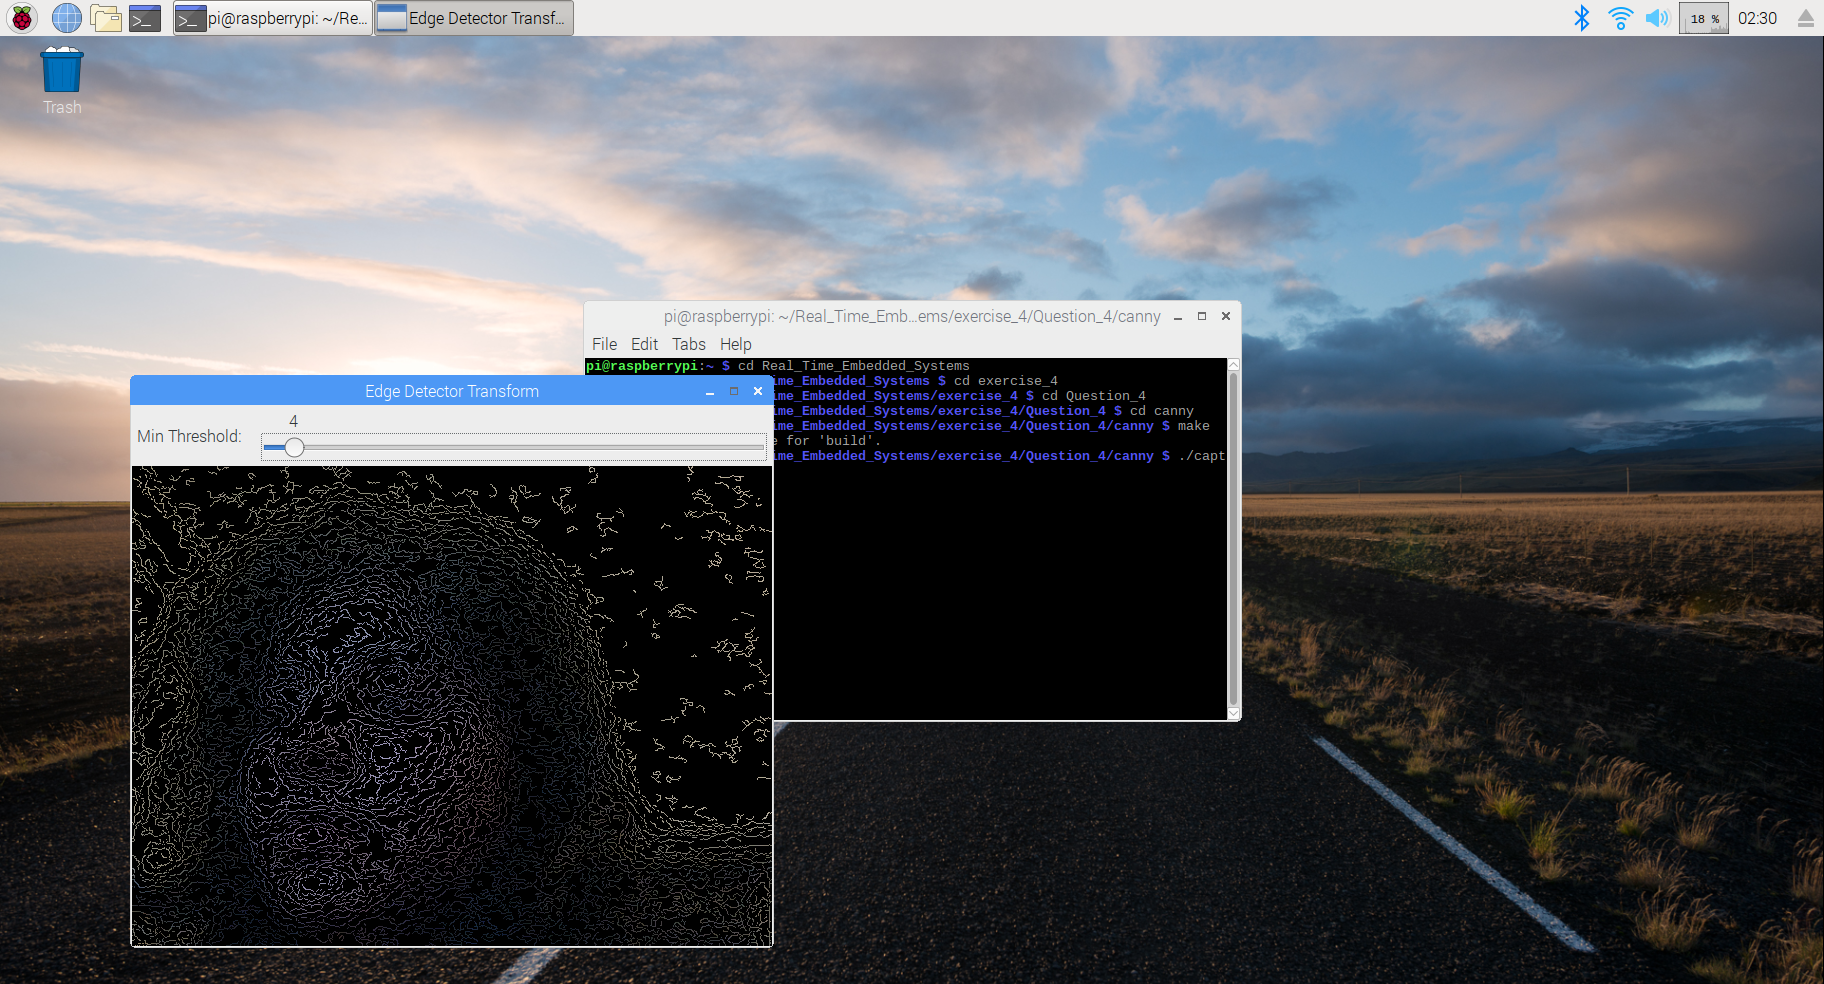 pi@raspberrypi: ~/Re...
Edge Detector Transf...
18 %
02:30
Trash
pi@raspberrypi: ~/Real_Time_Emb...ems/exercise_4/Question_4/canny
File Edit Tabs Help
pi@raspberrypi:~ $ cd Real_Time_Embedded_Systems
ime_Embedded_Systems $ cd exercise_4
ime_Embedded_Systems/exercise_4 $ cd Question_4
ime_Embedded_Systems/exercise_4/Question_4 $ cd canny
ime_Embedded_Systems/exercise_4/Question_4/canny $ make
e for 'build'.
ime_Embedded_Systems/exercise_4/Question_4/canny $ ./capt
Edge Detector Transform
4
Min Threshold: